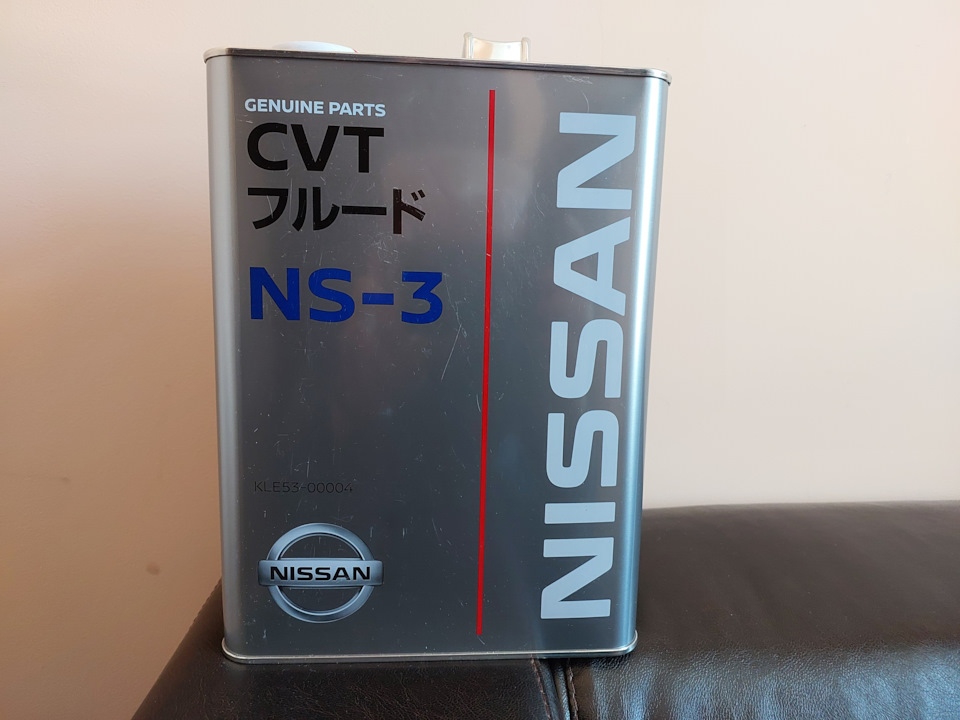 GENUINE PARTS
CVT
フルード
NS-3
KLE53-00004
NISSAN
NISSAN